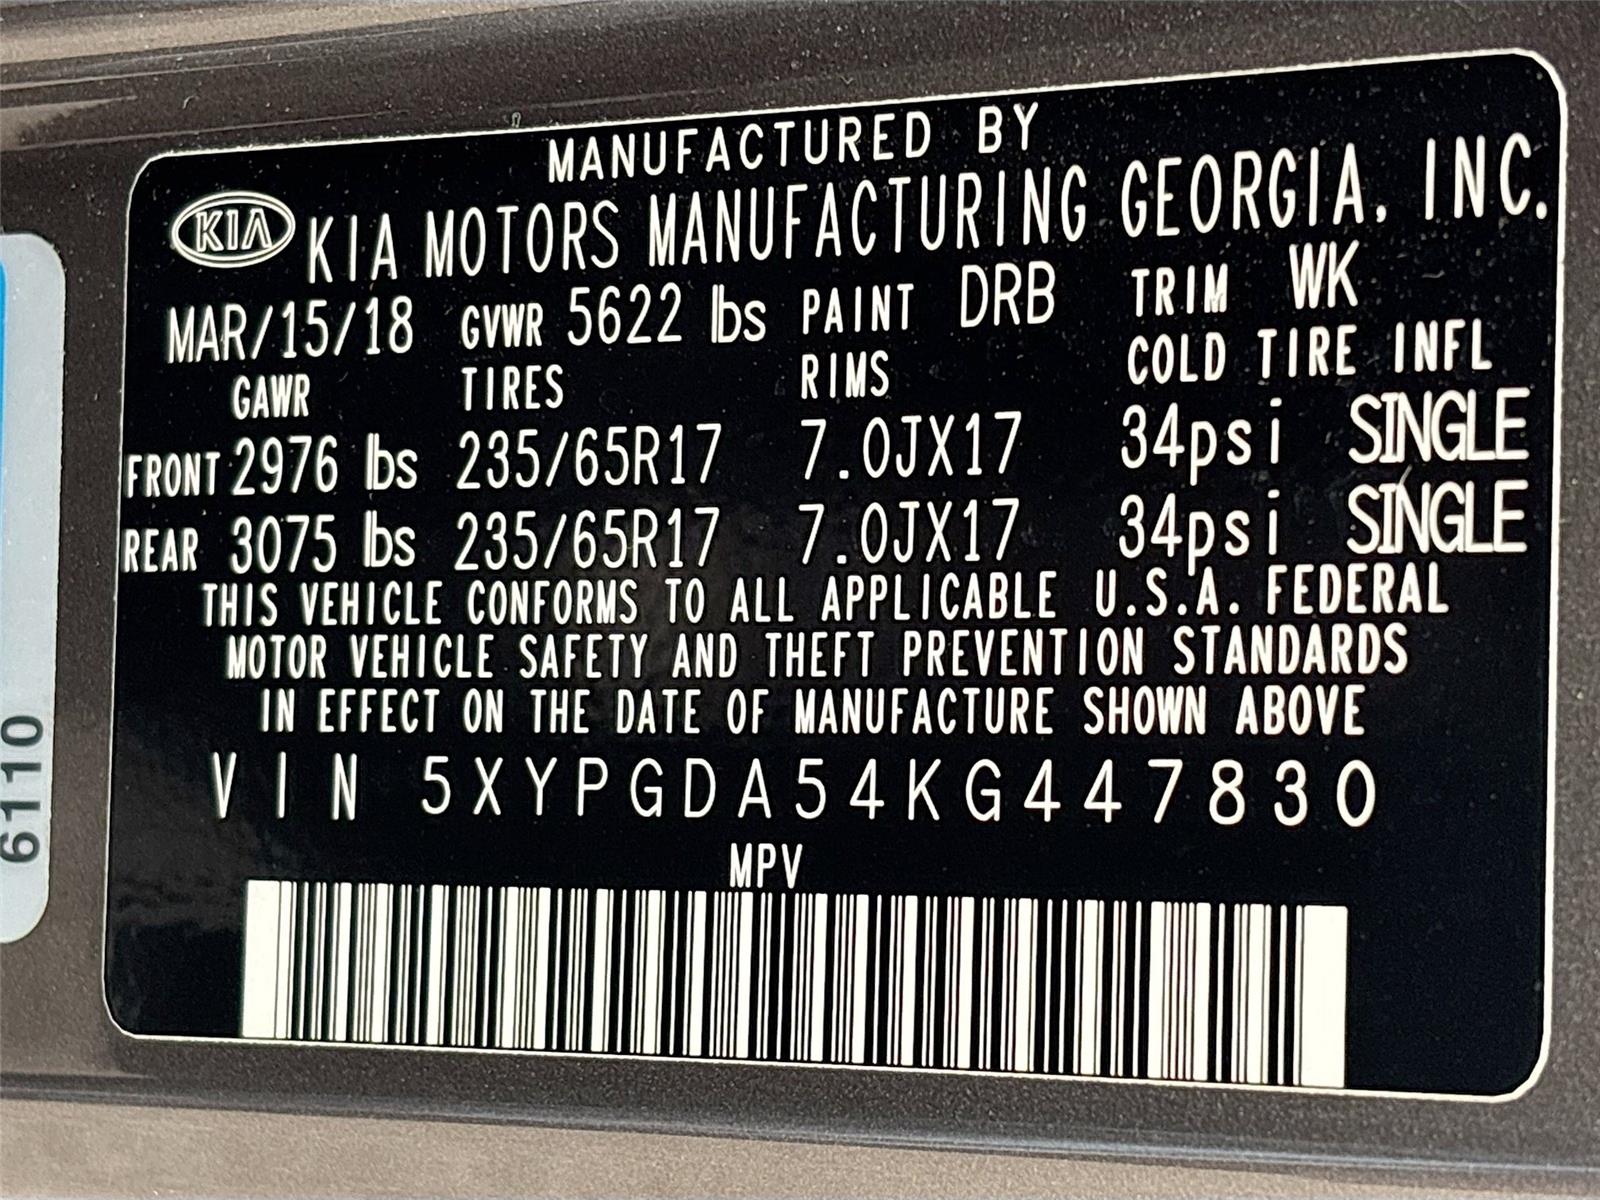 MANUFACTURED BY
KIA KIA MOTORS MANUFACTURING GEORGIA, INC.
MAR/15/18 GVWR 5622 lbs PAINT DRB TRIM WK
GAWR TIRES RIMS COLD TIRE INFL
FRONT 2976 lbs 235/65R17 7.0JX17 34psi SINGLE
REAR 3075 lbs 235/65R17 7.0JX17 34psi SINGLE
THIS VEHICLE CONFORMS TO ALL APPLICABLE U.S.A. FEDERAL
MOTOR VEHICLE SAFETY AND THEFT PREVENTION STANDARDS
IN EFFECT ON THE DATE OF MANUFACTURE SHOWN ABOVE
VIN 5XYPGDA54KG447830
MPV
6110